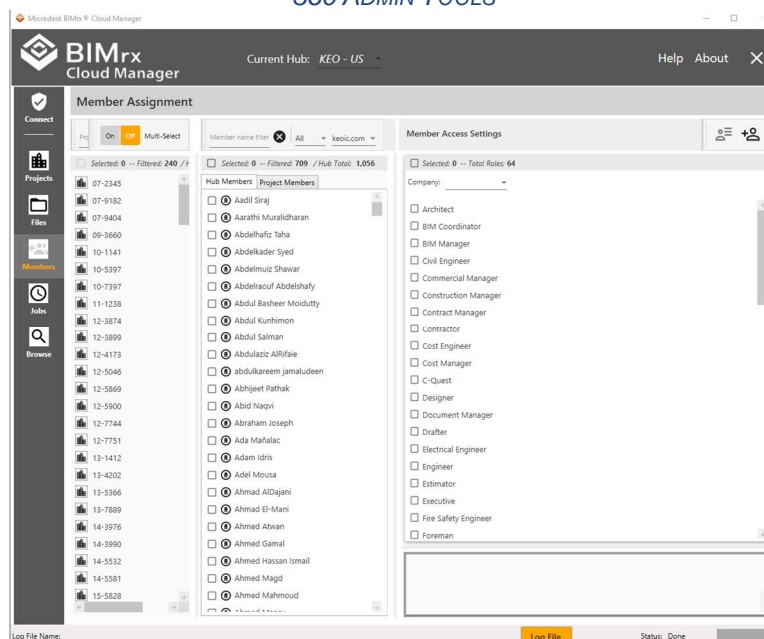 360 ADMIN TOOLS
Microdesk BIMrx ® Cloud Manager
BIMrx
Cloud Manager
Current Hub: KEO - US
Help About
Connect
Projects
Files
Members
Jobs
Browse
Member Assignment
On Off Multi-Select
Member name filter All keoic.com
Member Access Settings
Selected: 0 -- Filtered: 240 /
Selected: 0 -- Filtered: 709 / Hub Total: 1,056
Selected: 0 -- Total Roles: 64
07-2345
07-9182
07-9404
09-3660
10-1141
10-5397
10-7397
11-1238
12-3874
12-3899
12-4173
12-5046
12-5869
12-5900
12-7744
12-7751
13-1412
13-4202
13-5366
13-7889
14-3976
14-3990
14-5532
14-5581
15-5828
Hub Members Project Members
Aadil Siraj
Aarathi Muralidharan
Abdelhafiz Taha
Abdelkader Syed
Abdelmuiz Shawar
Abdelraouf Abdelshafy
Abdul Basheer Moidutty
Abdul Kunhimon
Abdul Salman
Abdulaziz AlRifaie
abdulkareem jamaludeen
Abhijeet Pathak
Abid Naqvi
Abraham Joseph
Ada Mañalac
Adam Idris
Adel Mousa
Ahmad AlDajani
Ahmad El-Mani
Ahmed Atwan
Ahmed Gamal
Ahmed Hassan Ismail
Ahmed Magd
Ahmed Mahmoud
Company:
Architect
BIM Coordinator
BIM Manager
Civil Engineer
Commercial Manager
Construction Manager
Contract Manager
Contractor
Cost Engineer
Cost Manager
C-Quest
Designer
Document Manager
Drafter
Electrical Engineer
Engineer
Estimator
Executive
Fire Safety Engineer
Foreman
Log File Name:
Log File
Status: Done